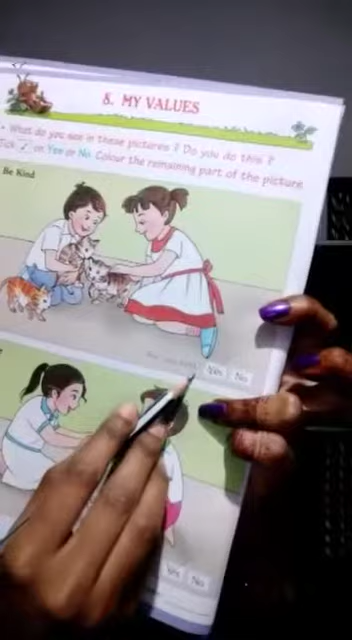 8. MY VALUES
• What do you see in these pictures ? Do you do this ?
Tick ✓ on Yes or No. Colour the remaining part of the picture
Be Kind
Yes No
Yes No